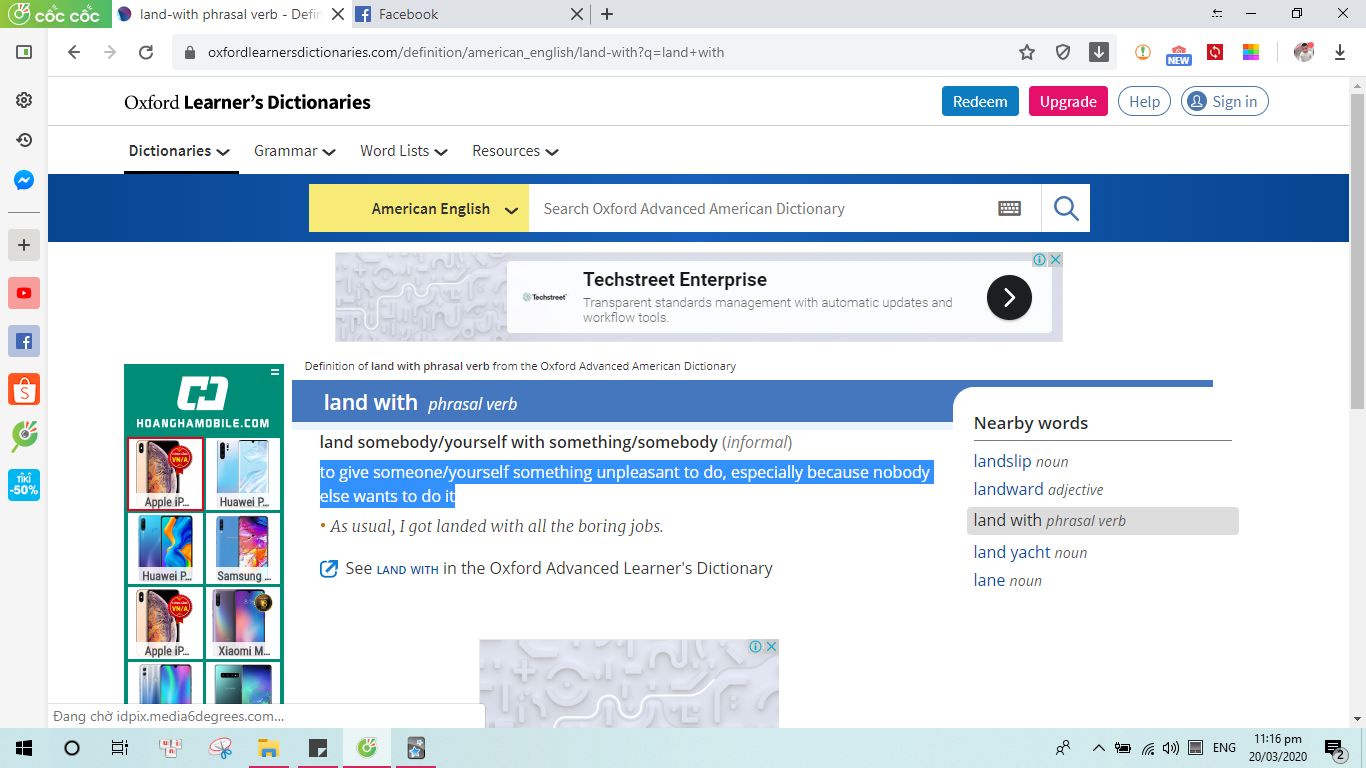 cốc cốc
land-with phrasal verb - Defin
Facebook
oxfordlearnersdictionaries.com/definition/american_english/land-with?q=land+with
NEW
Oxford Learner's Dictionaries
Redeem
Upgrade
Help
Sign in
Dictionaries
Grammar
Word Lists
Resources
American English
Search Oxford Advanced American Dictionary
Techstreet
Techstreet Enterprise
Transparent standards management with automatic updates and
workflow tools.
Definition of land with phrasal verb from the Oxford Advanced American Dictionary
HOANGHAMOBILE.COM
VN/A
Apple iP...
Huawei P...
Huawei P...
Samsung ...
VN/A
Apple iP...
Xiaomi M...
land with phrasal verb
land somebody/yourself with something/somebody (informal)
to give someone/yourself something unpleasant to do, especially because nobody
else wants to do it
• As usual, I got landed with all the boring jobs.
See LAND WITH in the Oxford Advanced Learner's Dictionary
Nearby words
landslip noun
landward adjective
land with phrasal verb
land yacht noun
lane noun
TIKI
-50%
Đang chờ idpix.media6degrees.com...
ENG
11:16 pm
20/03/2020
2